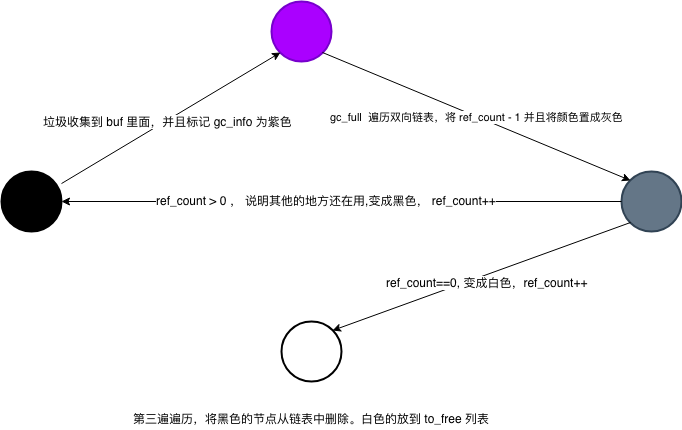 垃圾收集到 buf 里面，并且标记 gc_info 为紫色
gc_full 遍历双向链表，将 ref_count - 1 并且将颜色置成灰色
ref_count > 0 ， 说明其他的地方还在用,变成黑色， ref_count++
ref_count==0, 变成白色，ref_count++
第三遍遍历，将黑色的节点从链表中删除。白色的放到 to_free 列表